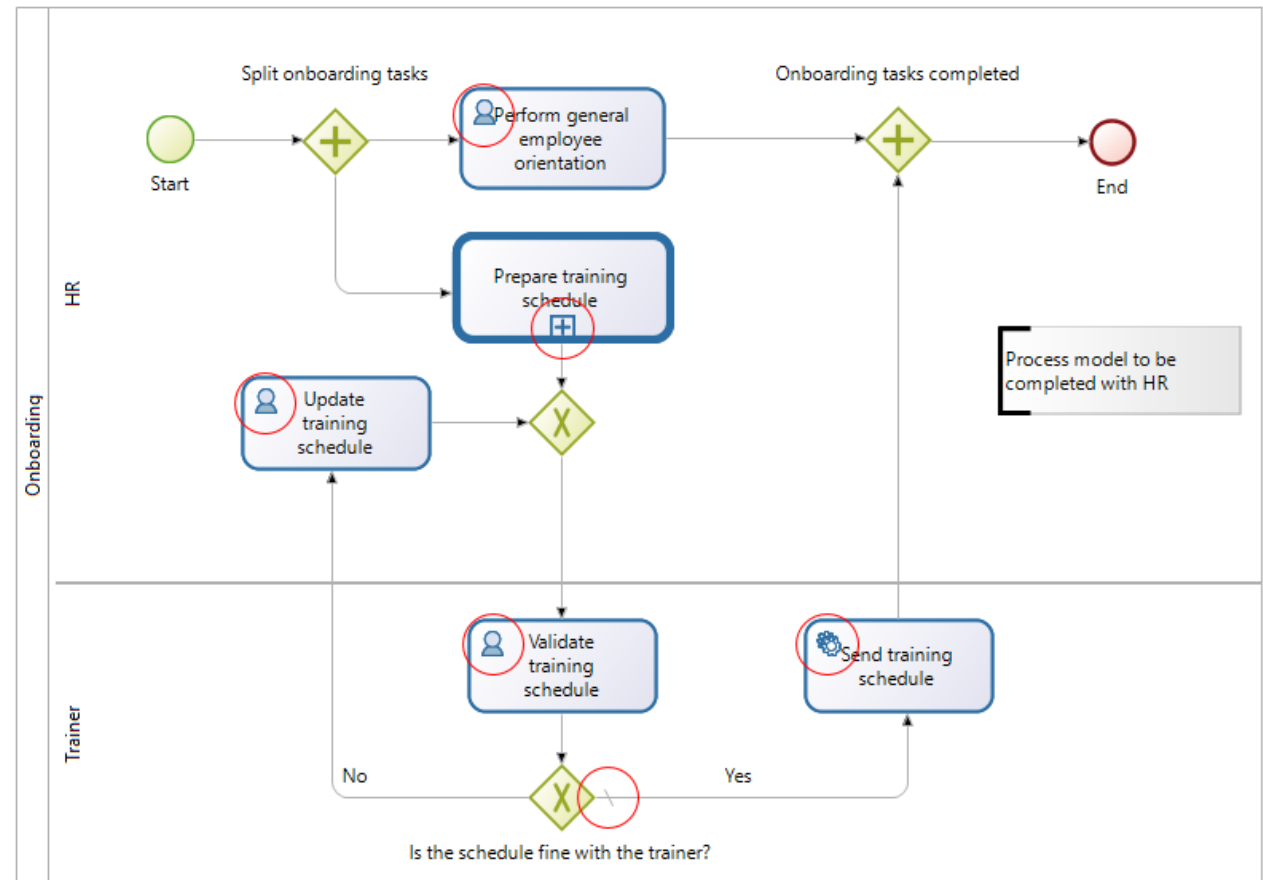 Split onboarding tasks
Onboarding tasks completed
Perform general
employee
orientation
Start
End
HR
Prepare training
schedule
Process model to be
completed with HR
Update
training
schedule
Onboarding
Validate
training
schedule
Send training
schedule
Trainer
No
Yes
Is the schedule fine with the trainer?